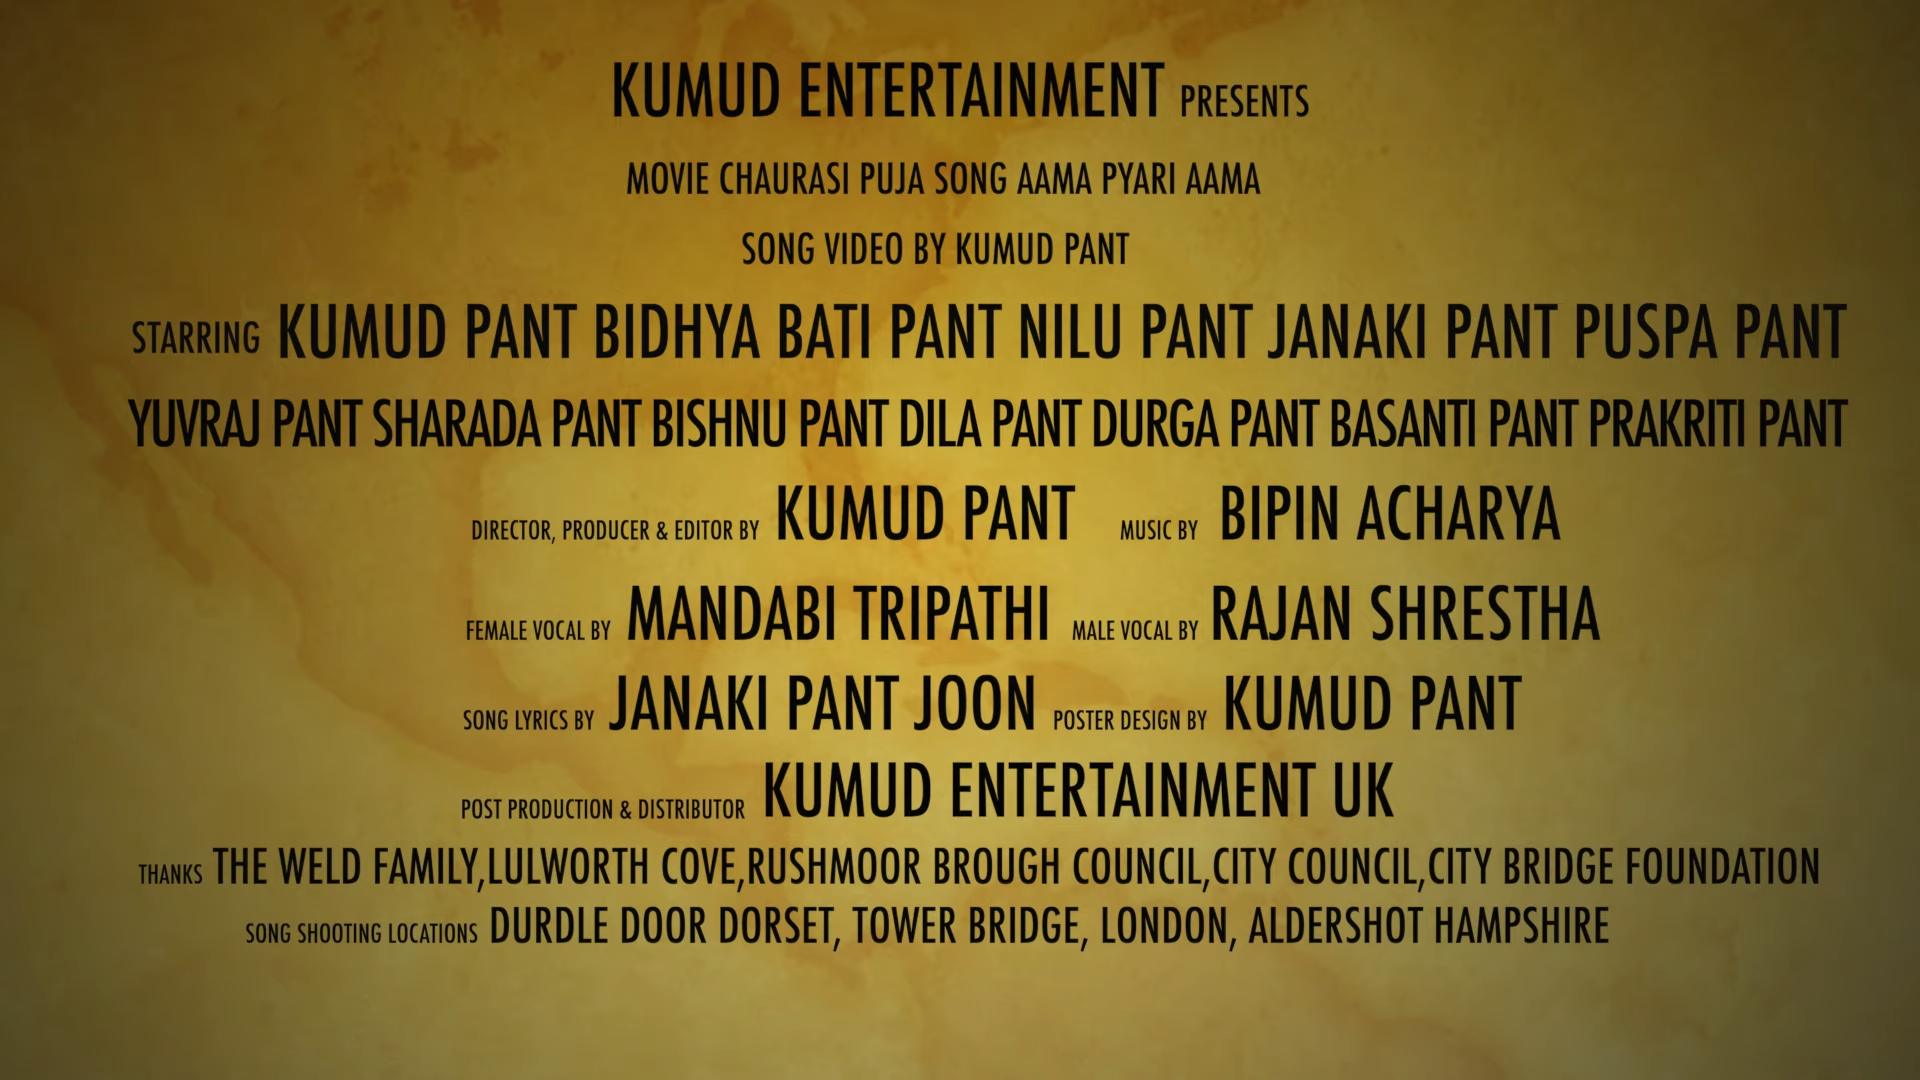 KUMUD ENTERTAINMENT PRESENTS
MOVIE CHAURASI PUJA SONG AAMA PYARI AAMA
SONG VIDEO BY KUMUD PANT
STARRING KUMUD PANT BIDHYA BATI PANT NILU PANT JANAKI PANT PUSPA PANT
YUVRAJ PANT SHARADA PANT BISHNU PANT DILA PANT DURGA PANT BASANTI PANT PRAKRITI PANT
DIRECTOR, PRODUCER & EDITOR BY KUMUD PANT MUSIC BY BIPIN ACHARYA
FEMALE VOCAL BY MANDABI TRIPATHI MALE VOCAL BY RAJAN SHRESTHA
SONG LYRICS BY JANAKI PANT JOON POSTER DESIGN BY KUMUD PANT
POST PRODUCTION & DISTRIBUTOR KUMUD ENTERTAINMENT UK
THANKS THE WELD FAMILY,LULWORTH COVE,RUSHMOOR BROUGH COUNCIL,CITY COUNCIL,CITY BRIDGE FOUNDATION
SONG SHOOTING LOCATIONS DURDLE DOOR DORSET, TOWER BRIDGE, LONDON, ALDERSHOT HAMPSHIRE